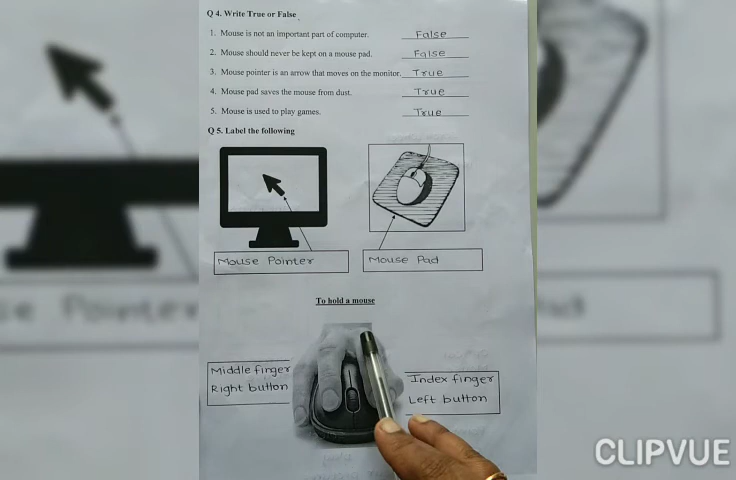 Q 4. Write True or False
1. Mouse is not an important part of computer. False
2. Mouse should never be kept on a mouse pad. False
3. Mouse pointer is an arrow that moves on the monitor. True
4. Mouse pad saves the mouse from dust. True
5. Mouse is used to play games. True
Q 5. Label the following
Mouse Pointer
Mouse Pad
To hold a mouse
Middle finger
Right button
Index finger
Left button
CLIPVUE